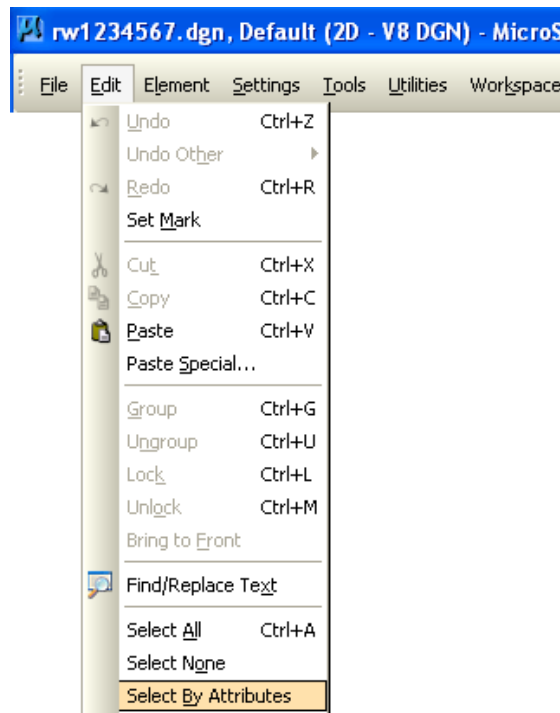 rw1234567.dgn, Default (2D - V8 DGN) - MicroS
File Edit Element Settings Tools Utilities Workspace
Undo Ctrl+Z
Undo Other
Redo Ctrl+R
Set Mark
Cut Ctrl+X
Copy Ctrl+C
Paste Ctrl+V
Paste Special...
Group Ctrl+G
Ungroup Ctrl+U
Lock Ctrl+L
Unlock Ctrl+M
Bring to Front
Find/Replace Text
Select All Ctrl+A
Select None
Select By Attributes